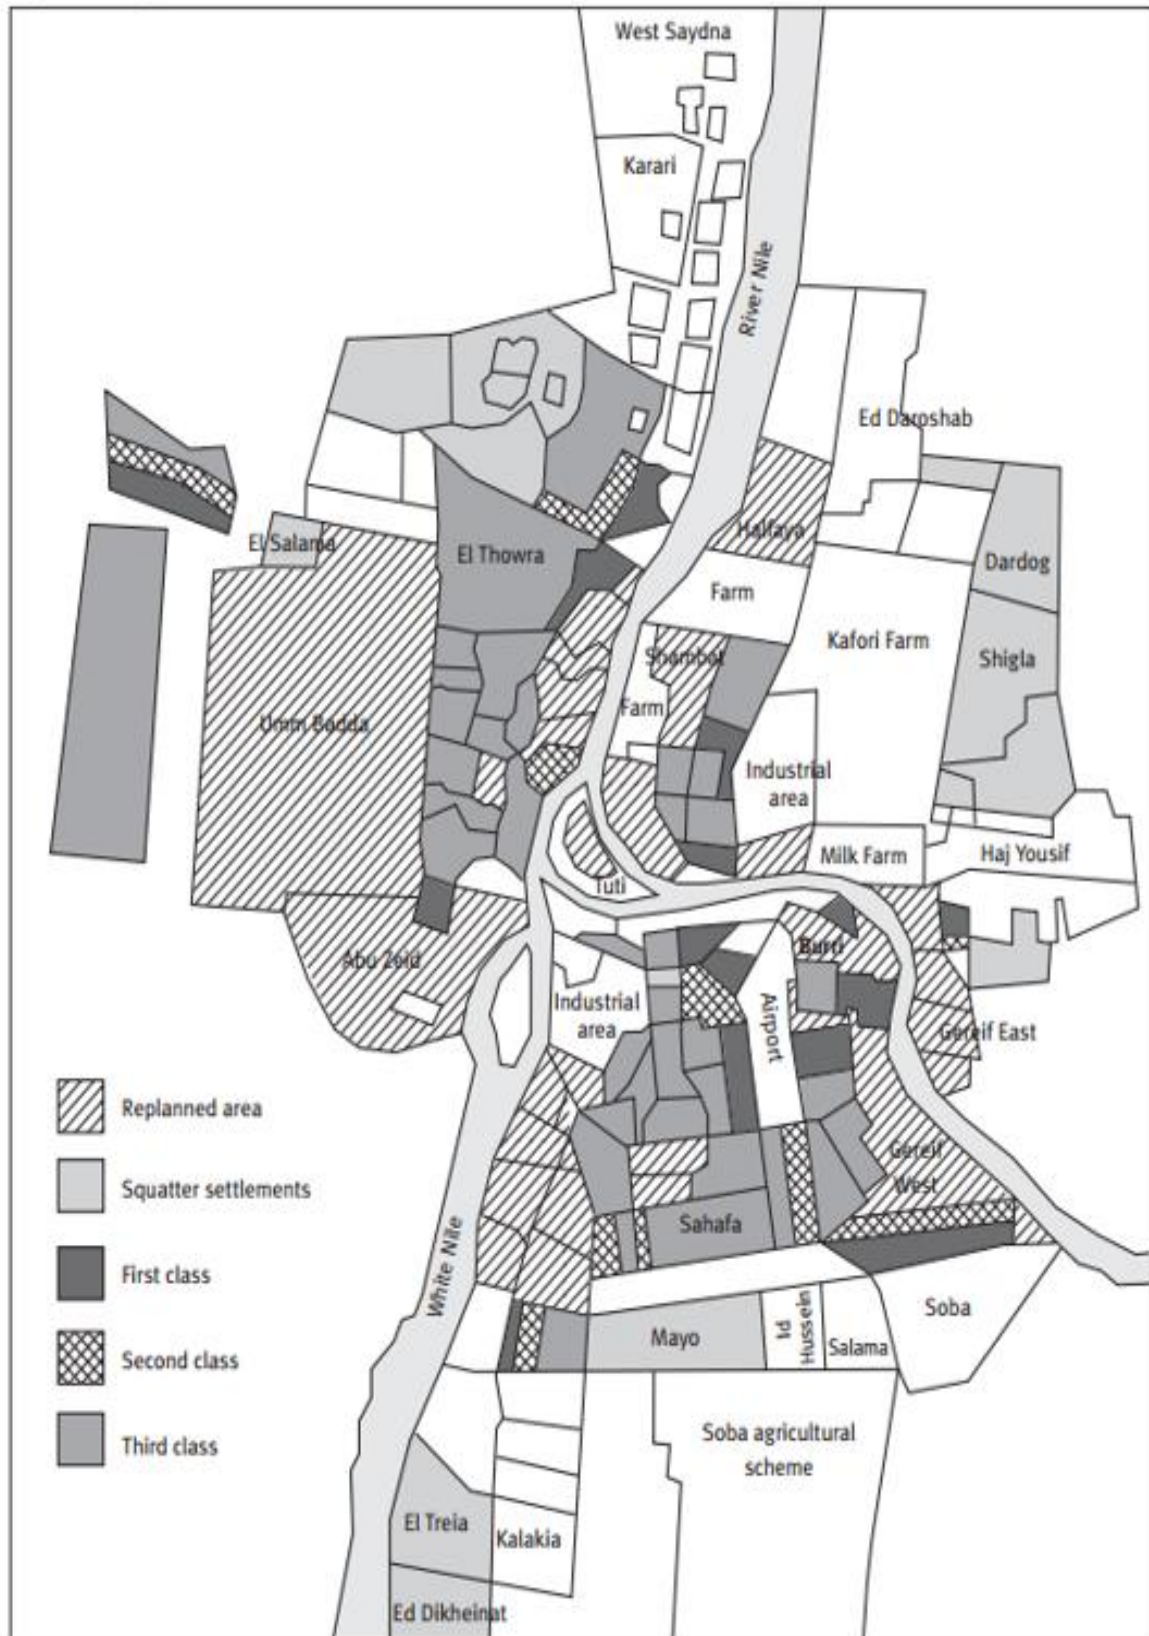 West Saydna
Karari
River Nile
Ed Daroshab
Halfaya
El Salama
El Thowra
Dardog
Farm
Kafori Farm
Shambat
Shigla
Farm
Umm Bodda
Industrial
area
Milk Farm
Haj Yousif
Tuti
Burri
Abu Zeid
Airport
Industrial
area
Gereif East
Replanned area
Gereif
West
Squatter settlements
Sahafa
White Nile
First class
Soba
Id
Hussein
Mayo
Salama
Second class
Soba agricultural
scheme
Third class
El Treia
Kalakia
Ed Dikheinat